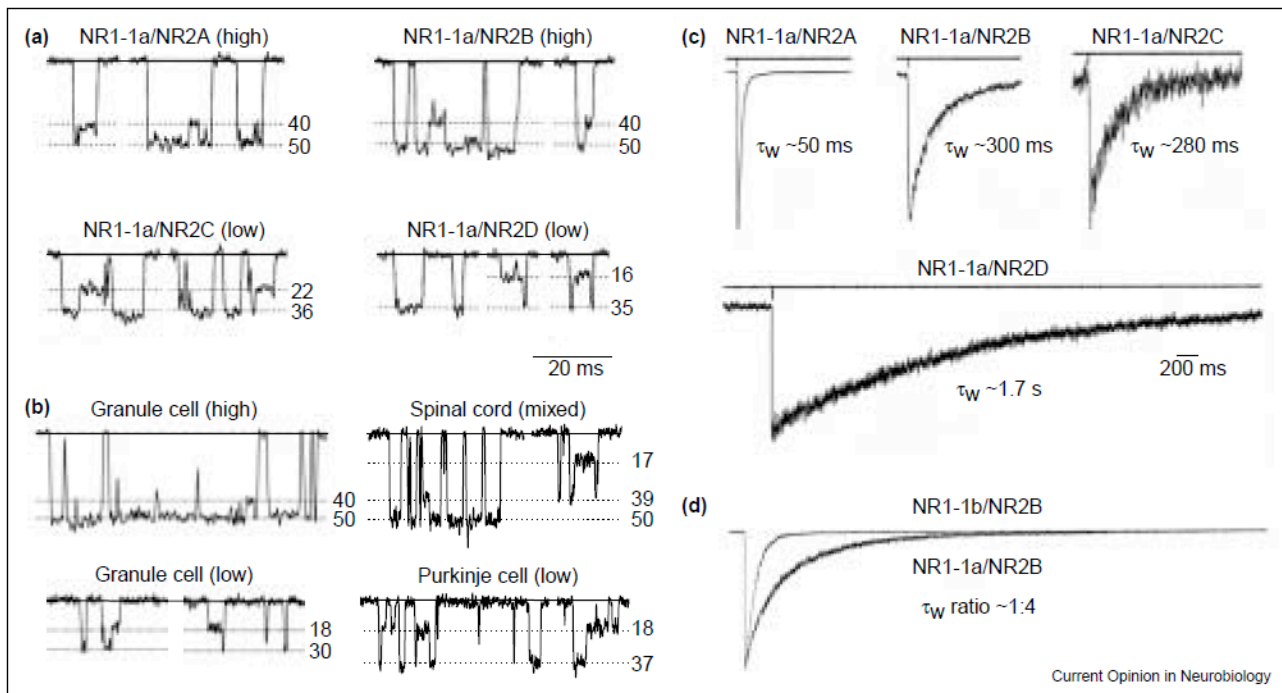 (a)
NR1-1a/NR2A (high)
40
50
NR1-1a/NR2B (high)
40
50
NR1-1a/NR2C (low)
22
36
NR1-1a/NR2D (low)
16
35
20 ms
(b)
Granule cell (high)
40
50
Spinal cord (mixed)
17
39
50
Granule cell (low)
18
30
Purkinje cell (low)
18
37
(c)
NR1-1a/NR2A
τw ~50 ms
NR1-1a/NR2B
τw ~300 ms
NR1-1a/NR2C
τw ~280 ms
NR1-1a/NR2D
τw ~1.7 s
200 ms
(d)
NR1-1b/NR2B
NR1-1a/NR2B
τw ratio ~1:4
Current Opinion in Neurobiology